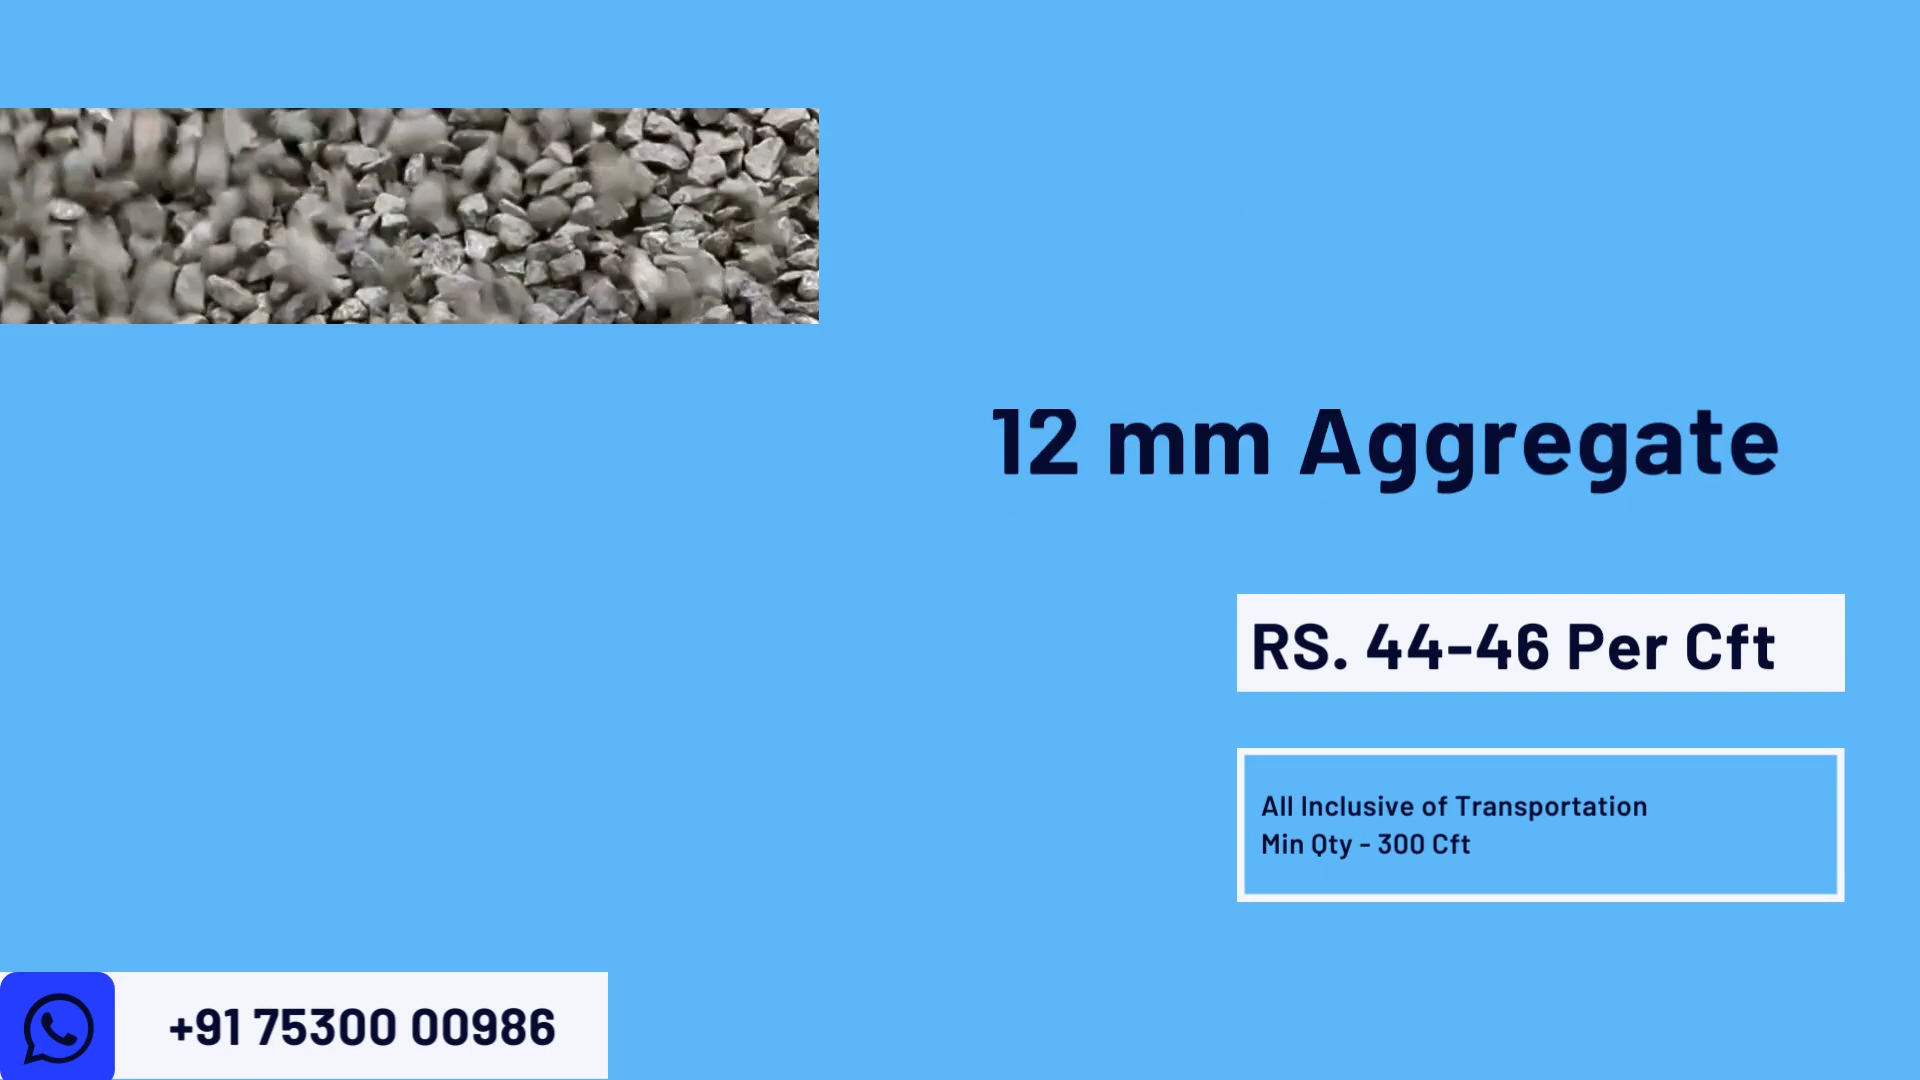 12 mm Aggregate
RS. 44-46 Per Cft
All Inclusive of Transportation
Min Qty - 300 Cft
+91 75300 00986